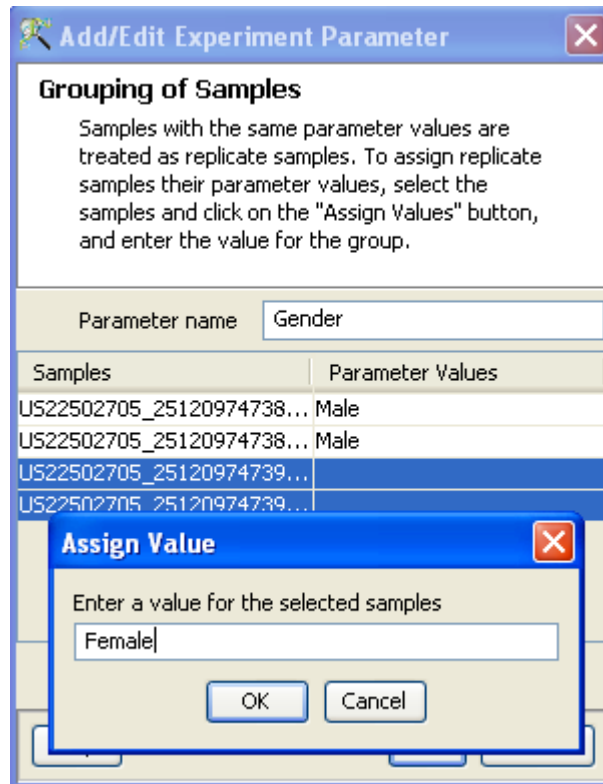 Add/Edit Experiment Parameter
Grouping of Samples
Samples with the same parameter values are
treated as replicate samples. To assign replicate
samples their parameter values, select the
samples and click on the "Assign Values" button,
and enter the value for the group.
Parameter name Gender
Samples Parameter Values
US22502705_25120974738... Male
US22502705_25120974738... Male
US22502705_25120974739...
US22502705_25120974739...
Assign Value
Enter a value for the selected samples
Female
OK Cancel